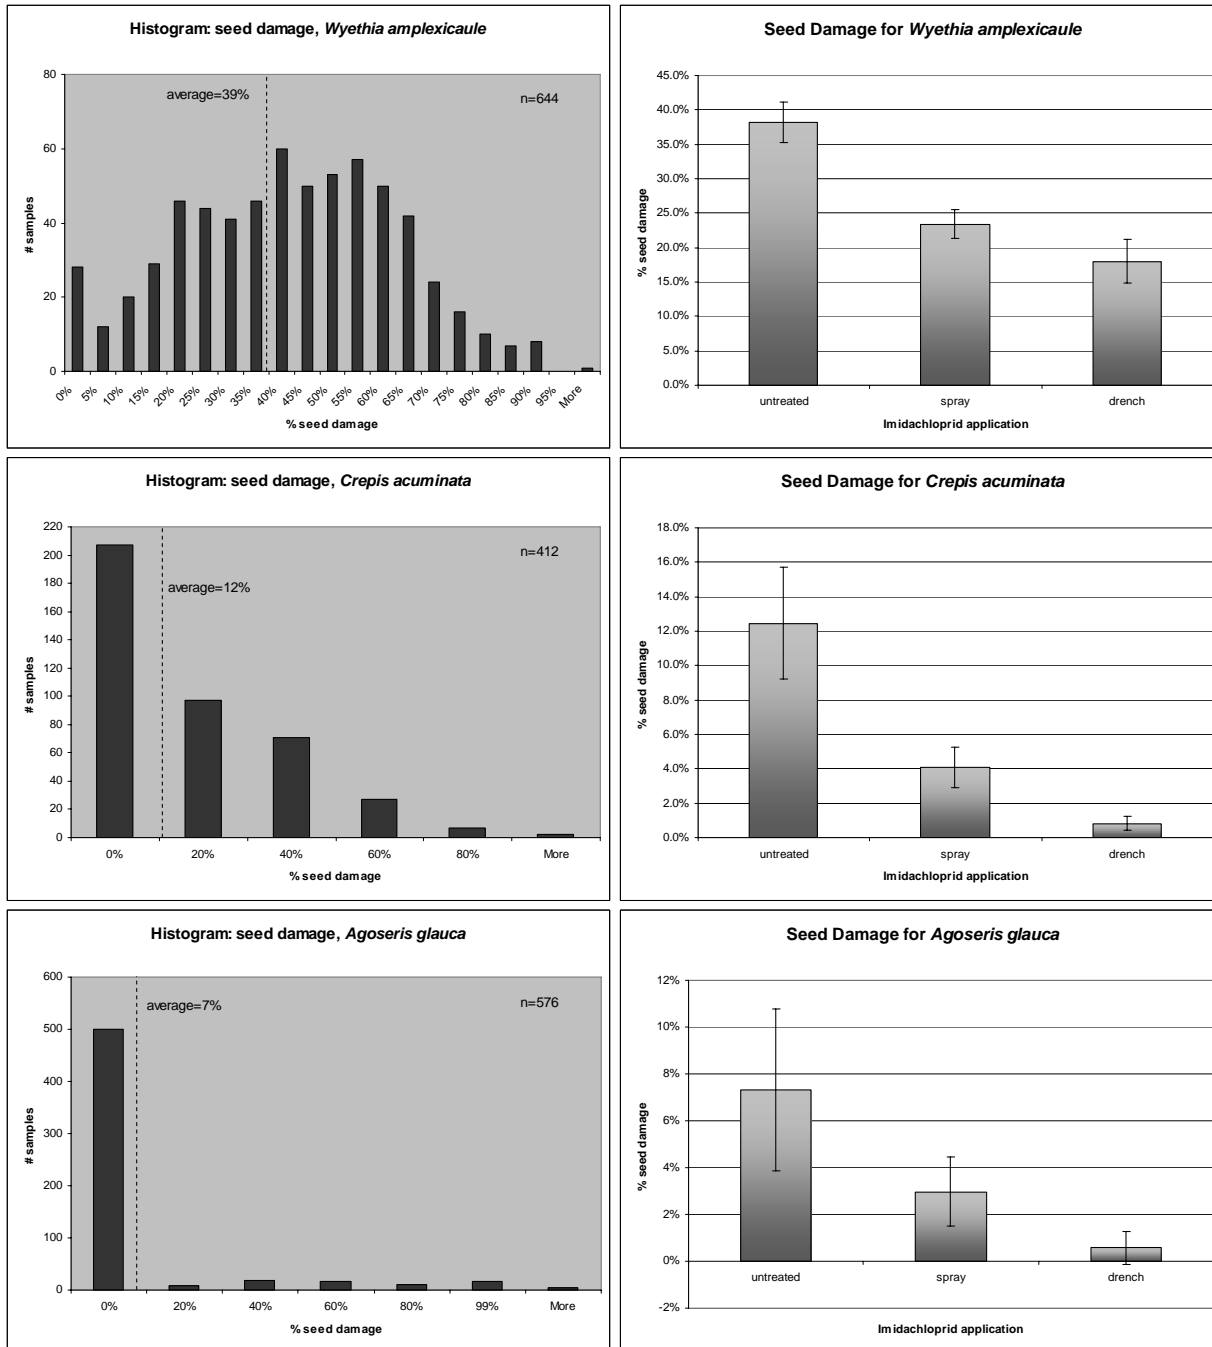 Histogram: seed damage, Wyethia amplexicaule
80
60
40
20
0
# samples
average=39%
n=644
0% 5% 10% 15% 20% 25% 30% 35% 40% 45% 50% 55% 60% 65% 70% 75% 80% 85% 90% 95% More
% seed damage
Seed Damage for Wyethia amplexicaule
45.0%
40.0%
35.0%
30.0%
25.0%
20.0%
15.0%
10.0%
5.0%
0.0%
% seed damage
untreated spray drench
Imidachloprid application
Histogram: seed damage, Crepis acuminata
220
200
180
160
140
120
100
80
60
40
20
0
# samples
average=12%
n=412
0% 20% 40% 60% 80% More
% seed damage
Seed Damage for Crepis acuminata
18.0%
16.0%
14.0%
12.0%
10.0%
8.0%
6.0%
4.0%
2.0%
0.0%
% seed damage
untreated spray drench
Imidachloprid application
Histogram: seed damage, Agoseris glauca
600
500
400
300
200
100
0
# samples
average=7%
n=576
0% 20% 40% 60% 80% 99% More
% seed damage
Seed Damage for Agoseris glauca
12%
10%
8%
6%
4%
2%
0%
-2%
% seed damage
untreated spray drench
Imidachloprid application